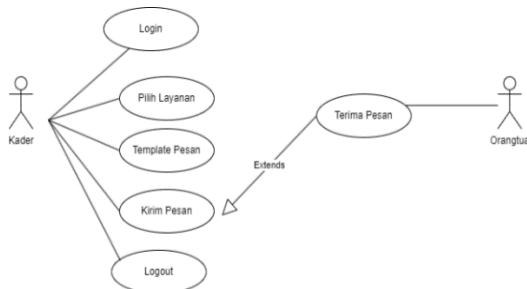 Login
Pilih Layanan
Terima Pesan
Kader
Orangtua
Template Pesan
Extends
Kirim Pesan
Logout